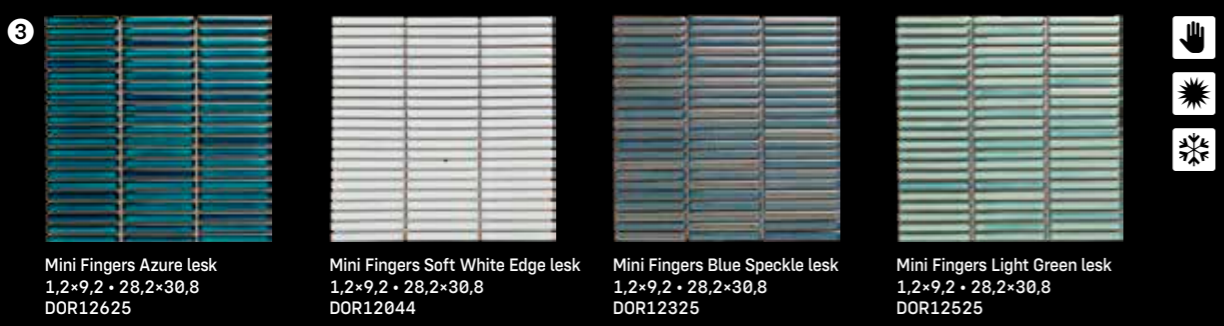 3
Mini Fingers Azure lesk
1,2×9,2 • 28,2×30,8
DOR12625
Mini Fingers Soft White Edge lesk
1,2×9,2 • 28,2×30,8
DOR12044
Mini Fingers Blue Speckle lesk
1,2×9,2 • 28,2×30,8
DOR12325
Mini Fingers Light Green lesk
1,2×9,2 • 28,2×30,8
DOR12525